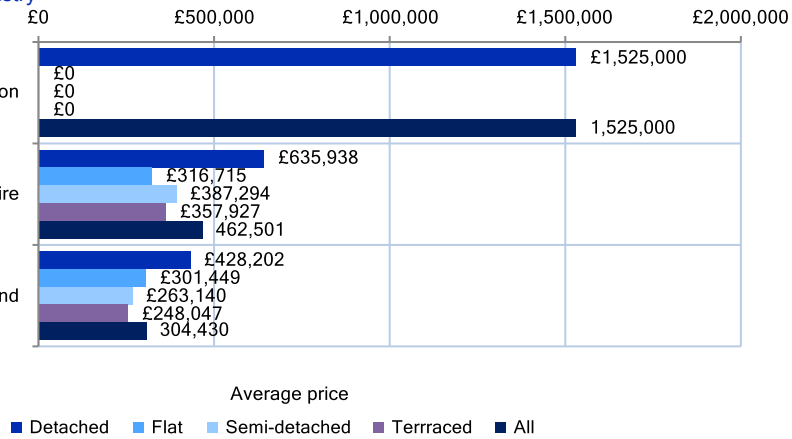 stry
£0 £500,000 £1,000,000 £1,500,000 £2,000,000
£1,525,000
£0
on £0
£0
1,525,000
£635,938
£316,715
ire £387,294
£357,927
462,501
£428,202
£301,449
nd £263,140
£248,047
304,430
Average price
Detached Flat Semi-detached Terrraced All